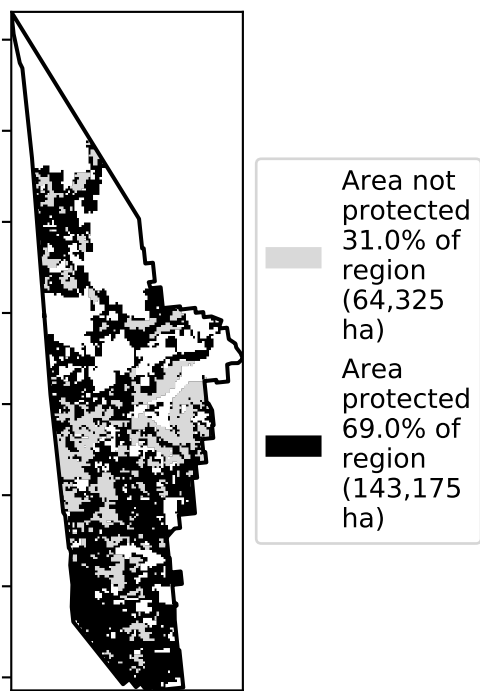 Area not
protected
31.0% of
region
(64,325
ha)
Area
protected
69.0% of
region
(143,175
ha)